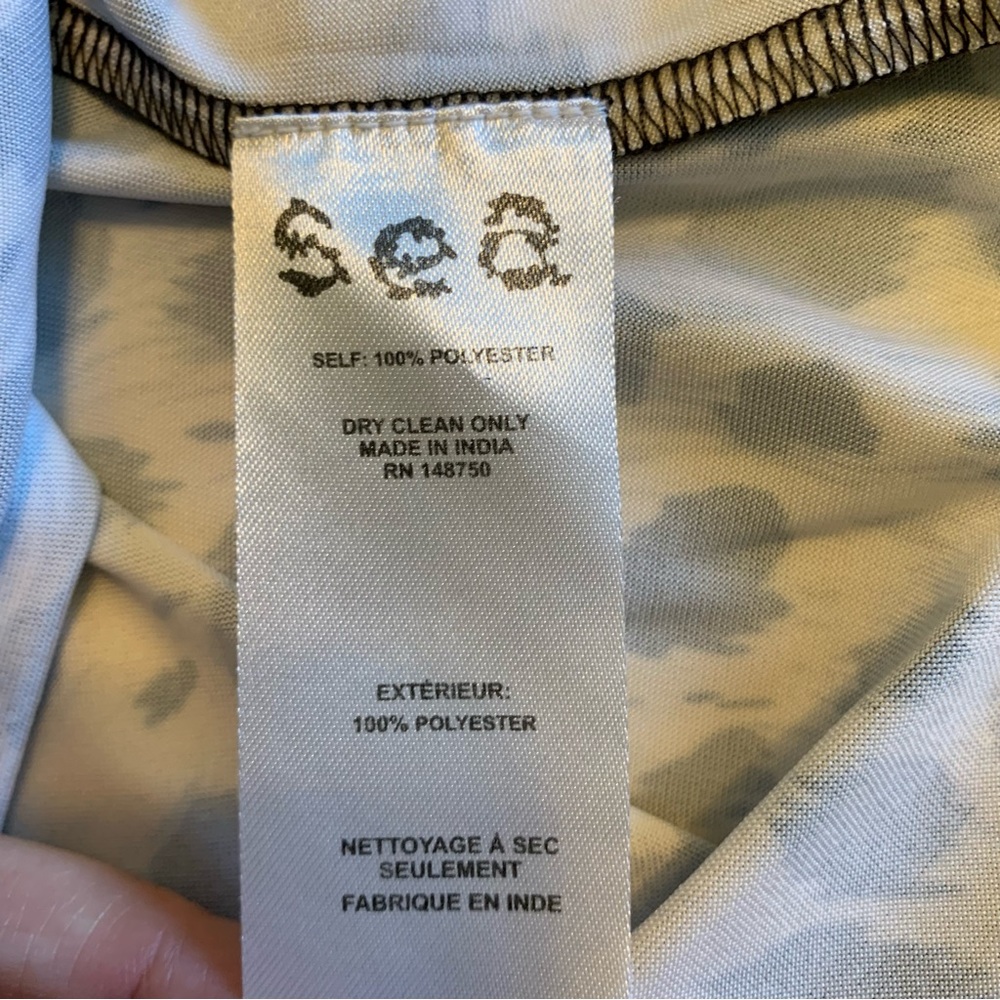 Sea
SELF: 100% POLYESTER
DRY CLEAN ONLY
MADE IN INDIA
RN 148750
EXTÉRIEUR:
100% POLYESTER
NETTOYAGE À SEC
SEULEMENT
FABRIQUE EN INDE